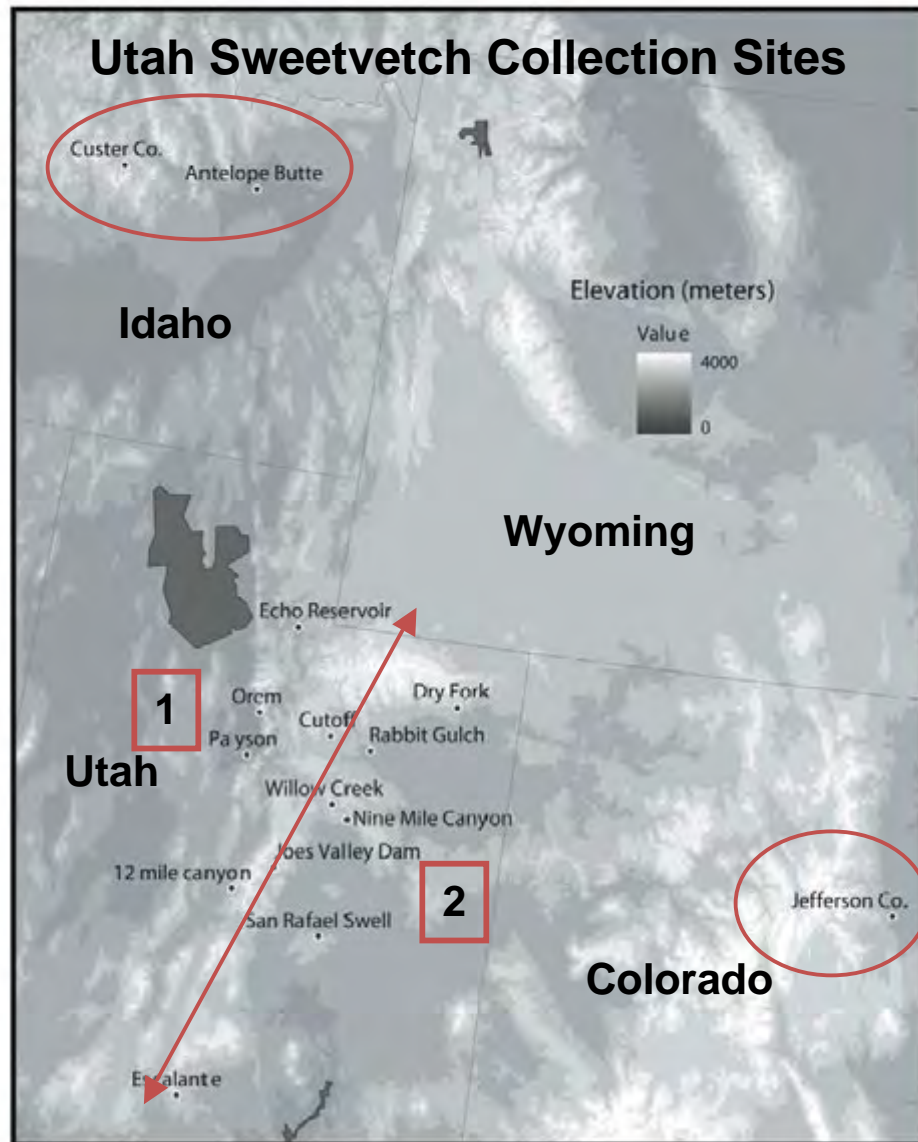 Utah Sweetvetch Collection Sites
Custer Co.
Antelope Butte
Elevation (meters)
Idaho
Value
4000
0
Wyoming
Echo Reservoir
1
Orem
Dry Fork
Cutoff
Payson
Rabbit Gulch
Utah
Willow Creek
Nine Mile Canyon
Joes Valley Dam
12 mile canyon
2
Jefferson Co.
San Rafael Swell
Colorado
Escalante